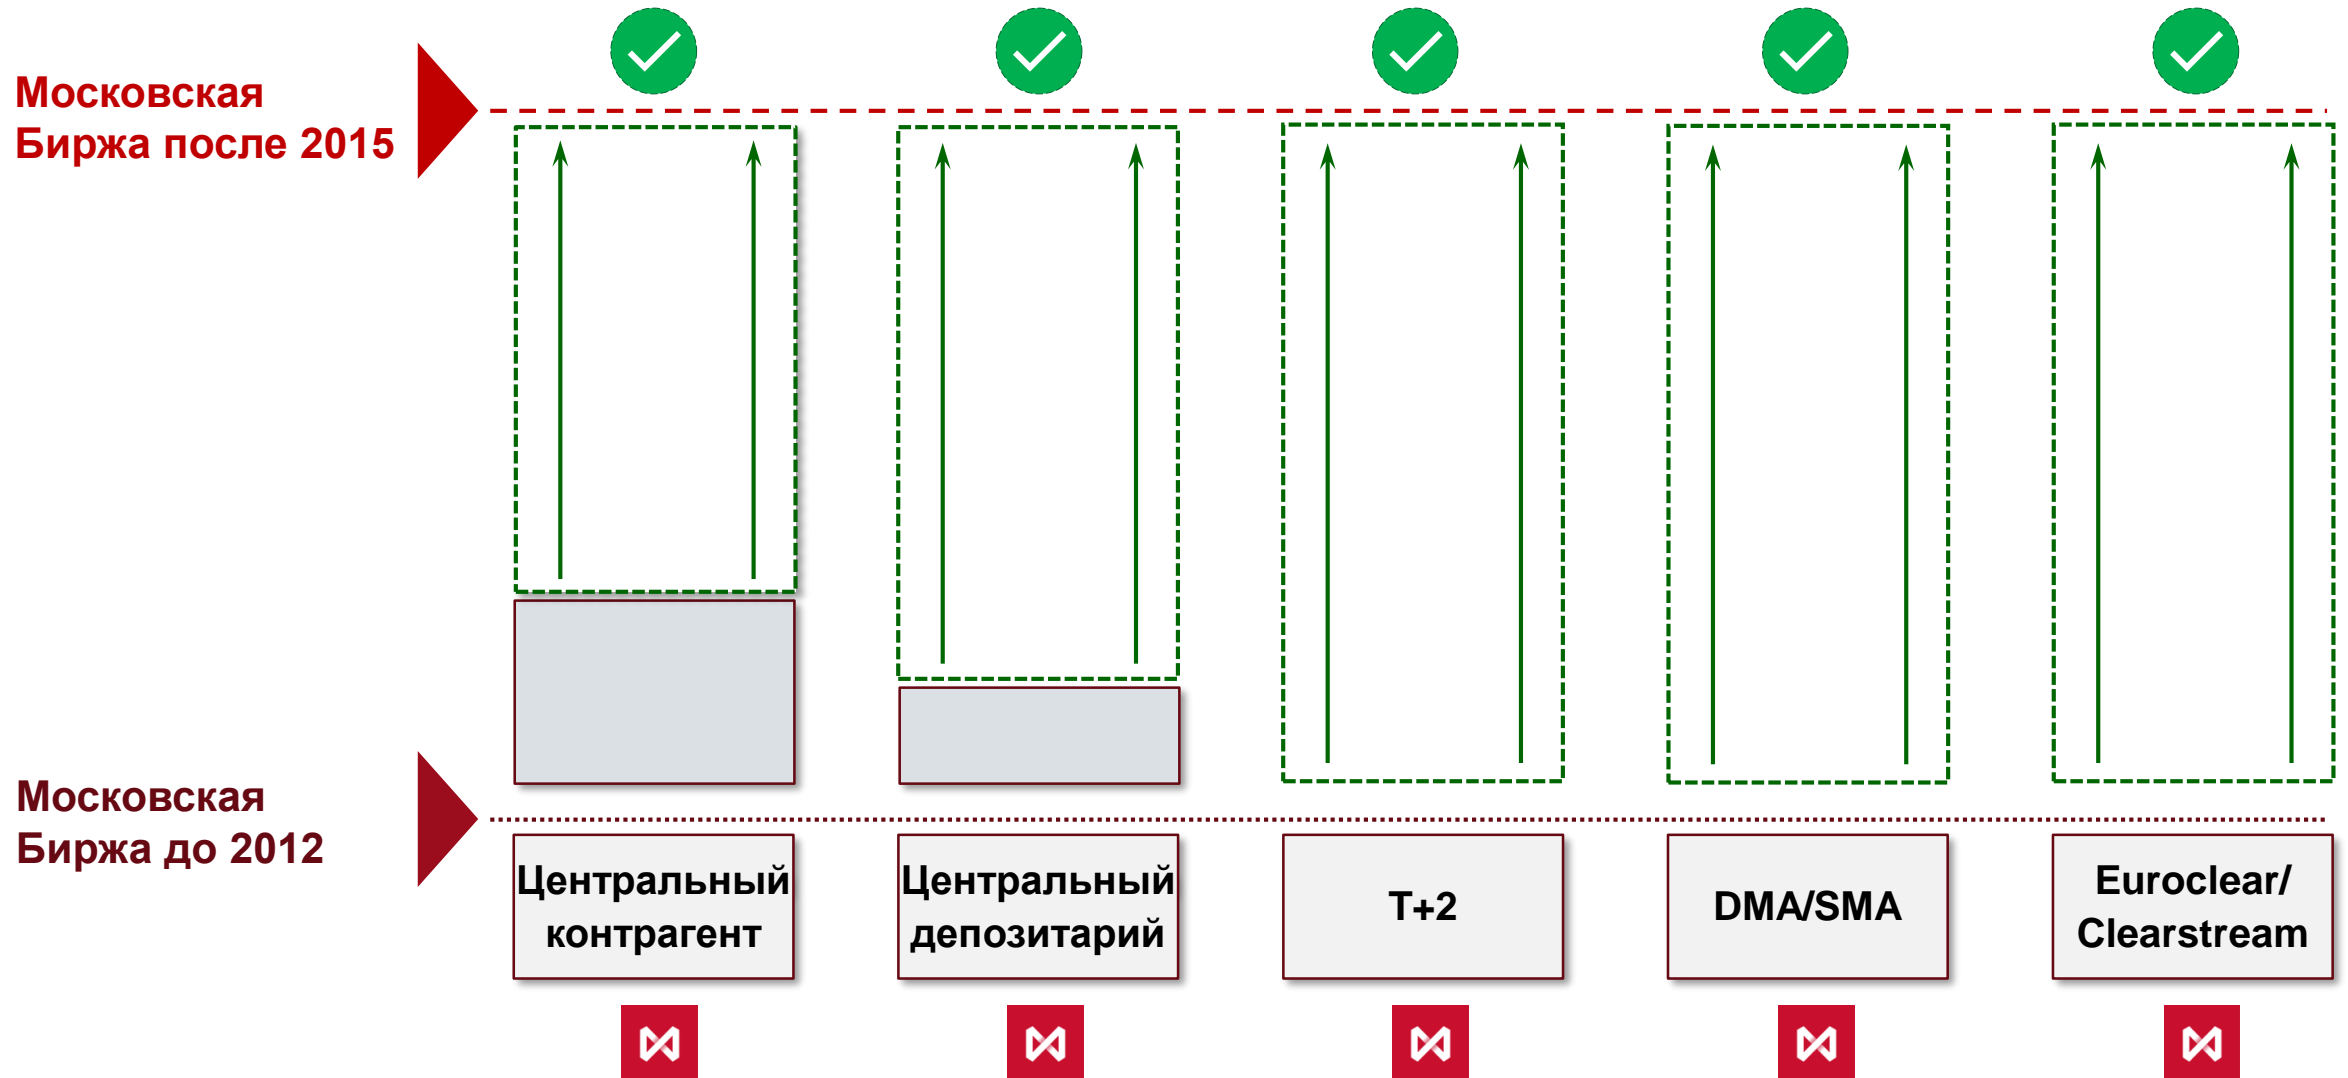 Московская
Биржа после 2015
Московская
Биржа до 2012
Центральный
контрагент
Центральный
депозитарий
T+2
DMA/SMA
Euroclear/
Clearstream